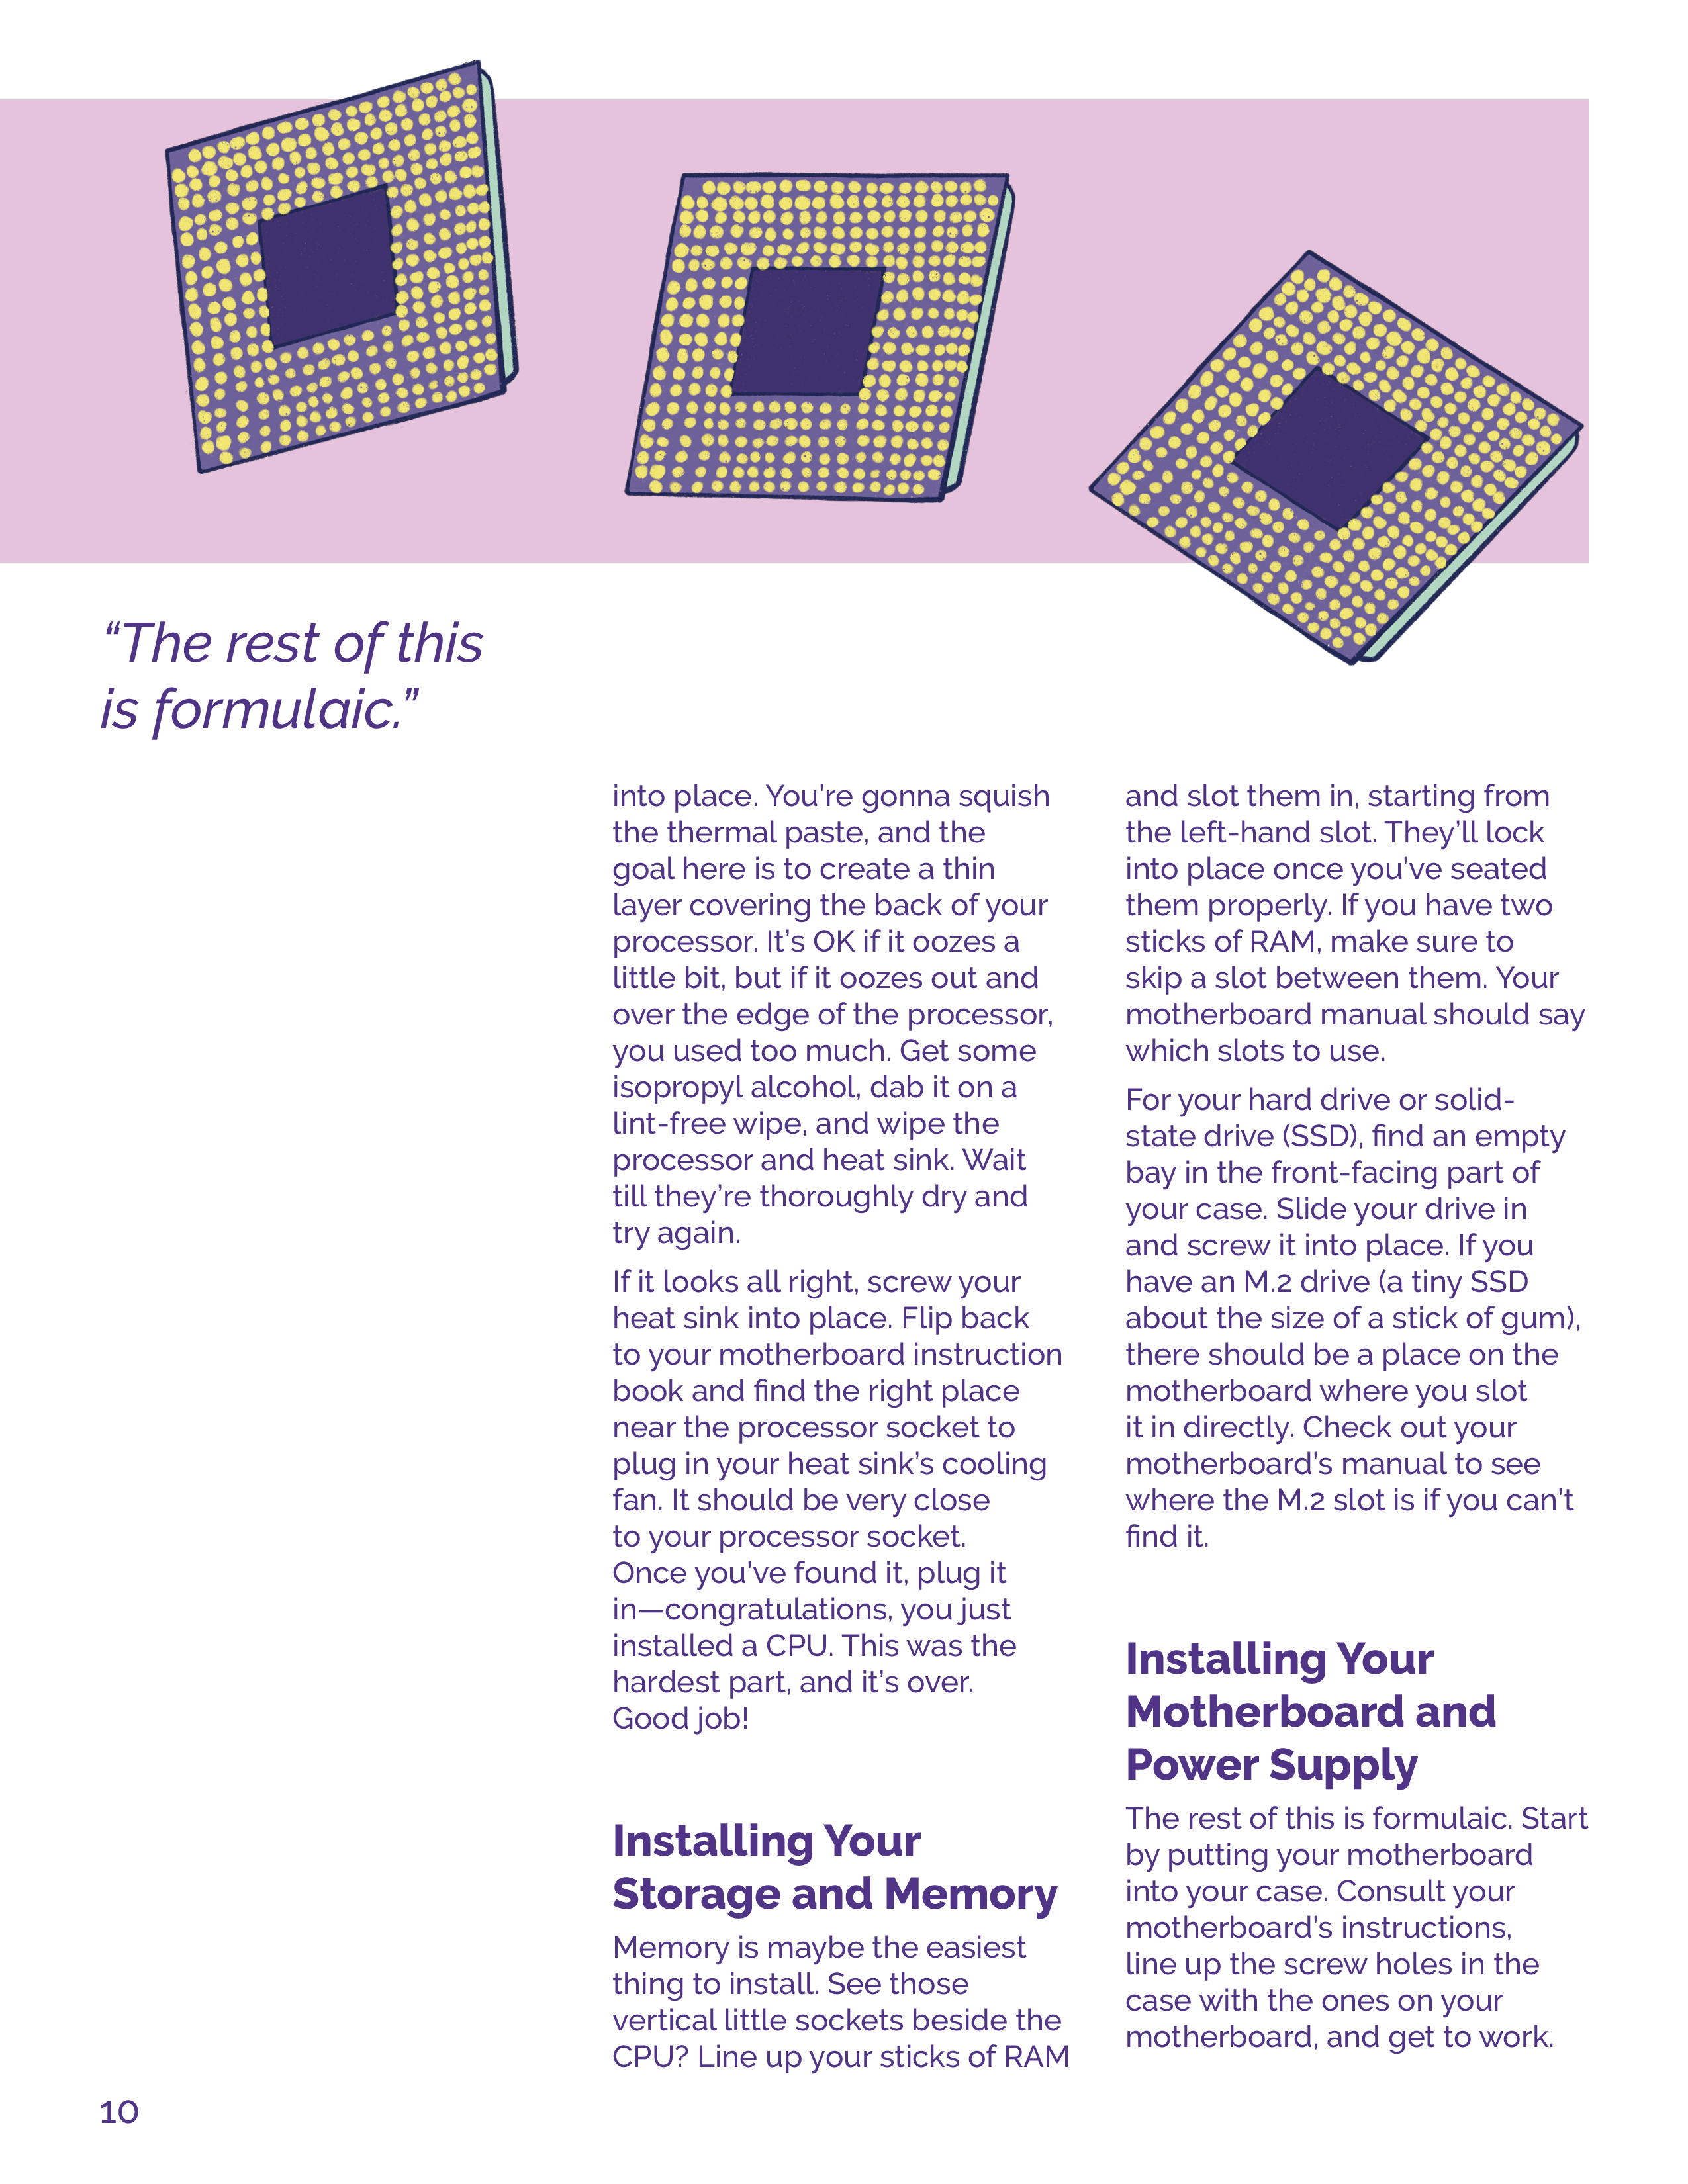 “The rest of this
is formulaic.”
into place. You’re gonna squish
the thermal paste, and the
goal here is to create a thin
layer covering the back of your
processor. It’s OK if it oozes a
little bit, but if it oozes out and
over the edge of the processor,
you used too much. Get some
isopropyl alcohol, dab it on a
lint-free wipe, and wipe the
processor and heat sink. Wait
till they’re thoroughly dry and
try again.
If it looks all right, screw your
heat sink into place. Flip back
to your motherboard instruction
book and find the right place
near the processor socket to
plug in your heat sink’s cooling
fan. It should be very close
to your processor socket.
Once you’ve found it, plug it
in—congratulations, you just
installed a CPU. This was the
hardest part, and it’s over.
Good job!
Installing Your
Storage and Memory
Memory is maybe the easiest
thing to install. See those
vertical little sockets beside the
CPU? Line up your sticks of RAM
and slot them in, starting from
the left-hand slot. They’ll lock
into place once you’ve seated
them properly. If you have two
sticks of RAM, make sure to
skip a slot between them. Your
motherboard manual should say
which slots to use.
For your hard drive or solid-
state drive (SSD), find an empty
bay in the front-facing part of
your case. Slide your drive in
and screw it into place. If you
have an M.2 drive (a tiny SSD
about the size of a stick of gum),
there should be a place on the
motherboard where you slot
it in directly. Check out your
motherboard’s manual to see
where the M.2 slot is if you can’t
find it.
Installing Your
Motherboard and
Power Supply
The rest of this is formulaic. Start
by putting your motherboard
into your case. Consult your
motherboard’s instructions,
line up the screw holes in the
case with the ones on your
motherboard, and get to work.
10